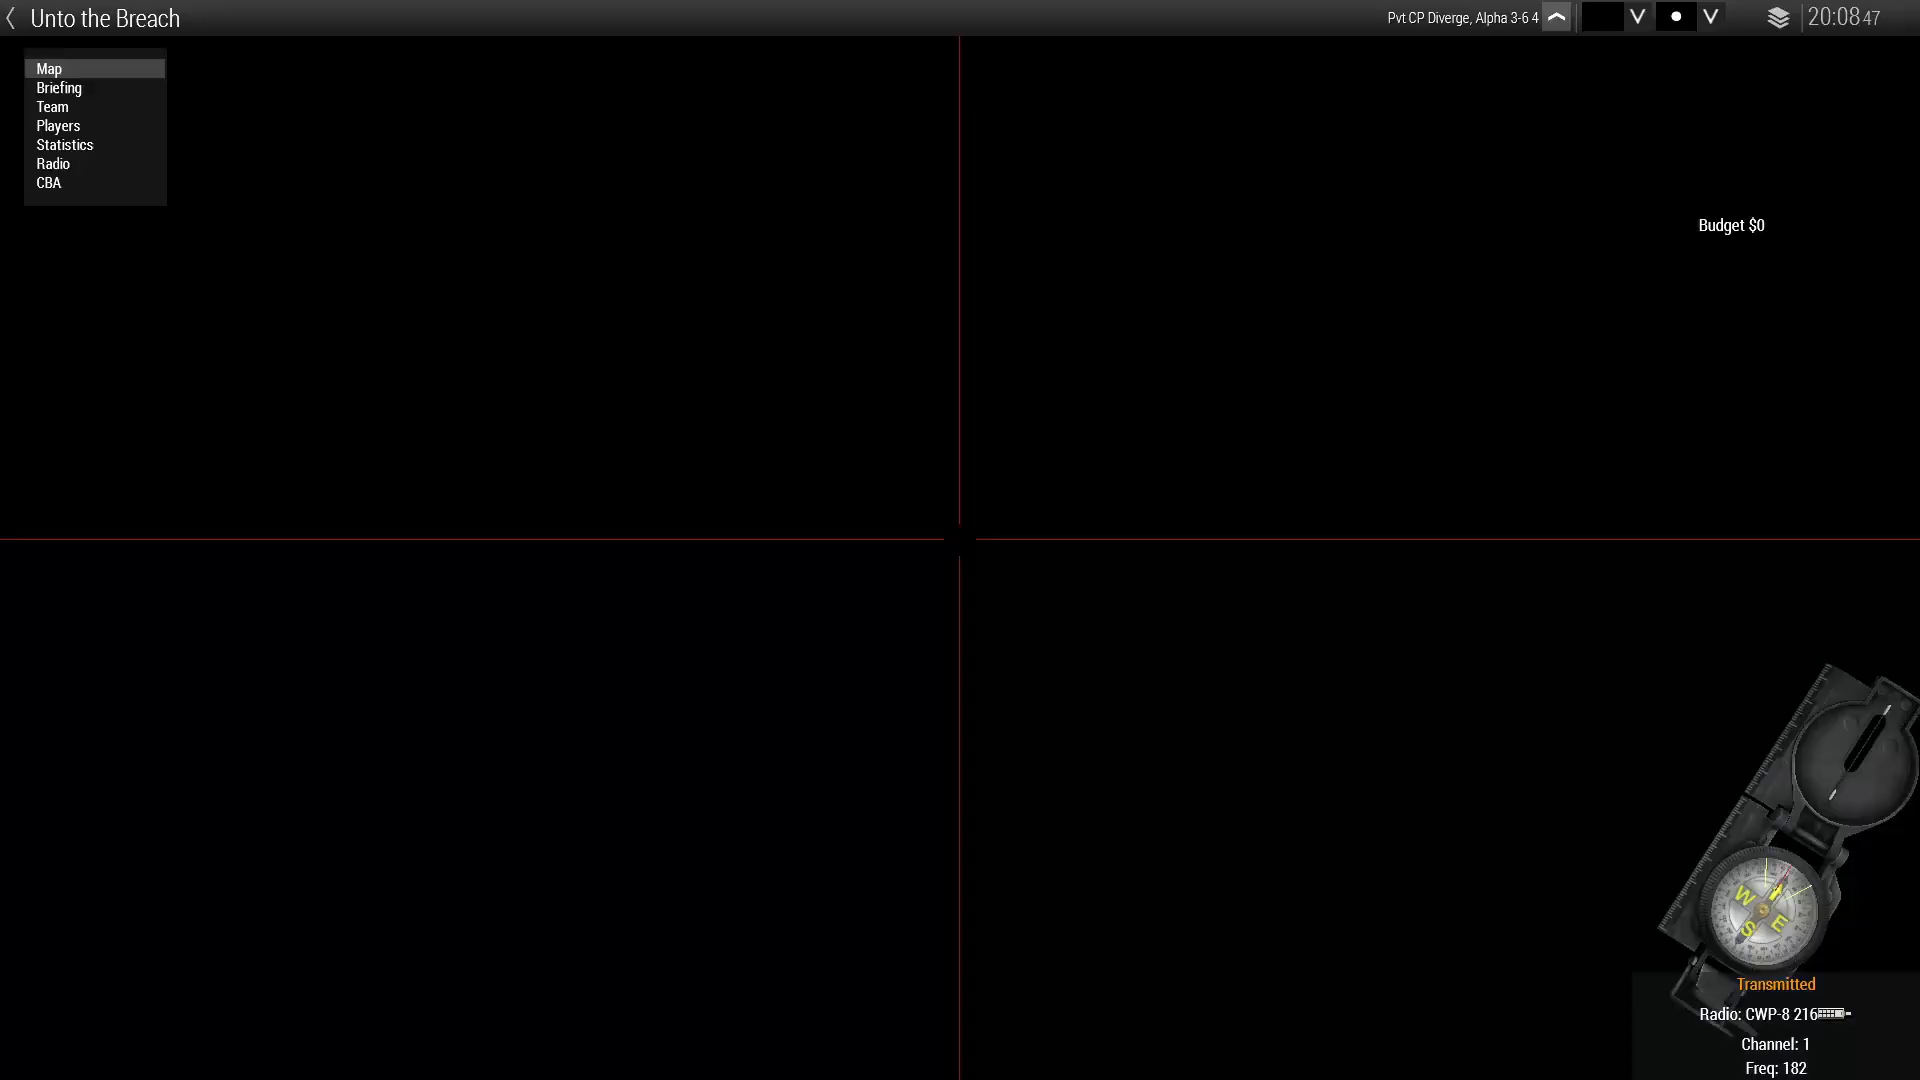 Unto the Breach
Pvt CP Diverge, Alpha 3-6 4
20:08 47
Map
Briefing
Team
Players
Statistics
Radio
CBA
Budget $0
N
W
E
S
Transmitted
Radio: CWP-8 216
Channel: 1
Freq: 182